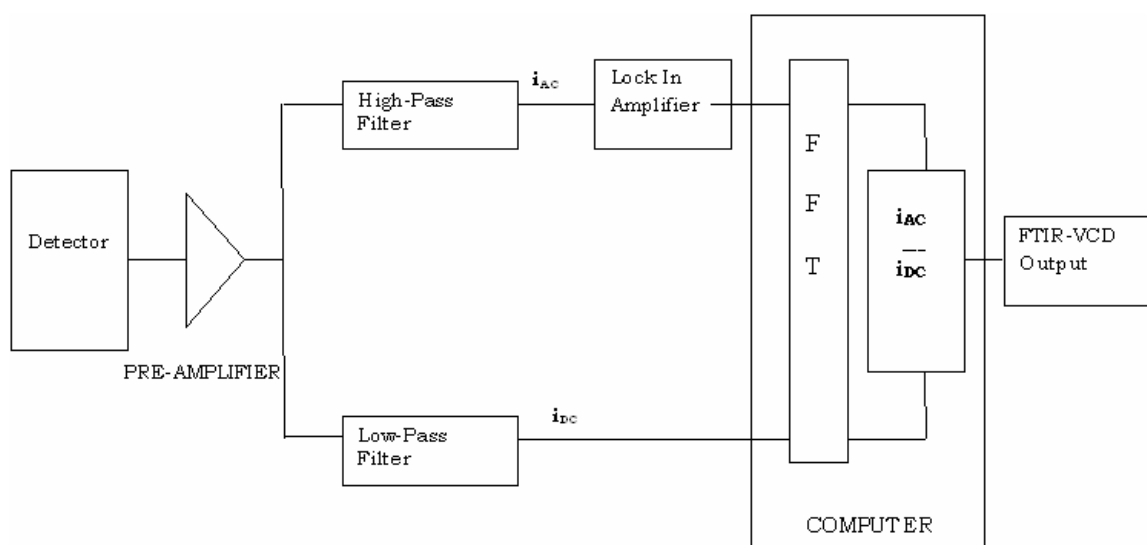 Detector
PRE-AMPLIFIER
High-Pass
Filter
iAC
Lock In
Amplifier
Low-Pass
Filter
iDC
F
F
T
iAC
--
iDC
COMPUTER
FTIR-VCD
Output